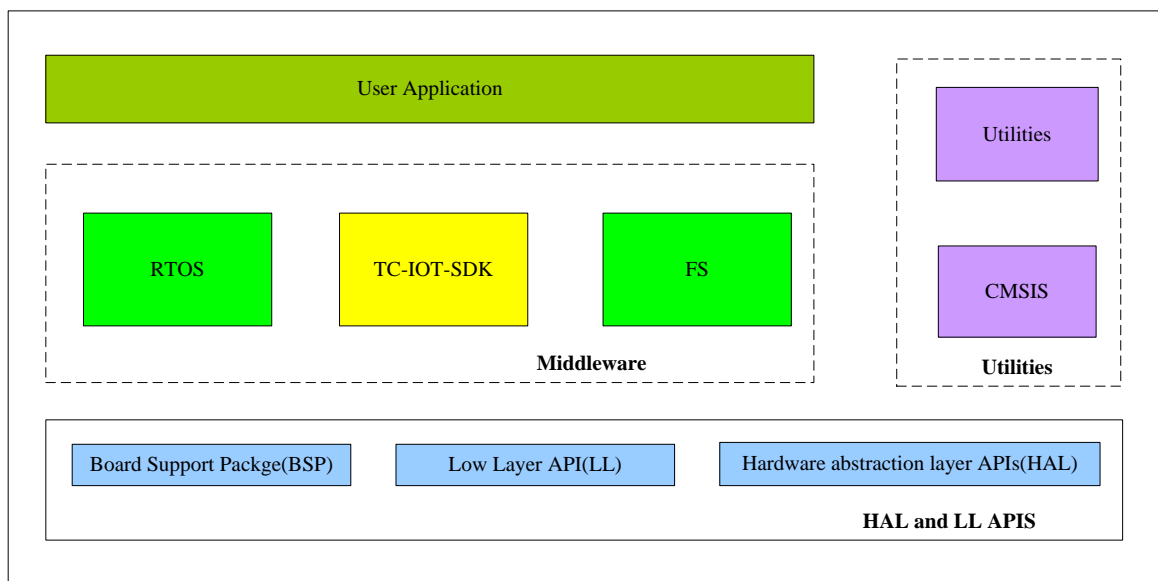 User Application
Utilities
RTOS
TC-IOT-SDK
FS
CMSIS
Middleware
Utilities
Board Support Packge(BSP)
Low Layer API(LL)
Hardware abstraction layer APIs(HAL)
HAL and LL APIS